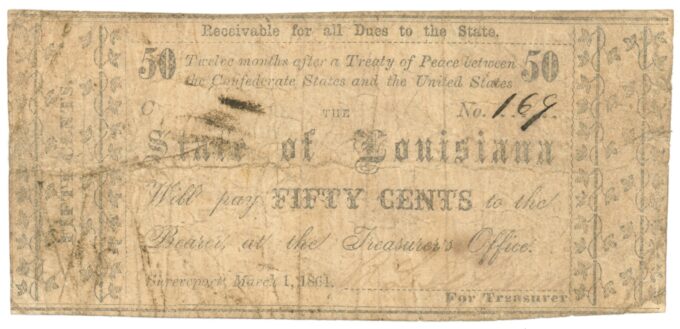 Receivable for all Dues to the State.
50 Twelve months after a Treaty of Peace between 50
the Confederate States and the United States
C THE No. 169
State of Louisiana
Will pay FIFTY CENTS to the
Bearer, at the Treasurer's Office.
Shreveport, March 1, 1864.
For Treasurer
FIFTY CENTS.